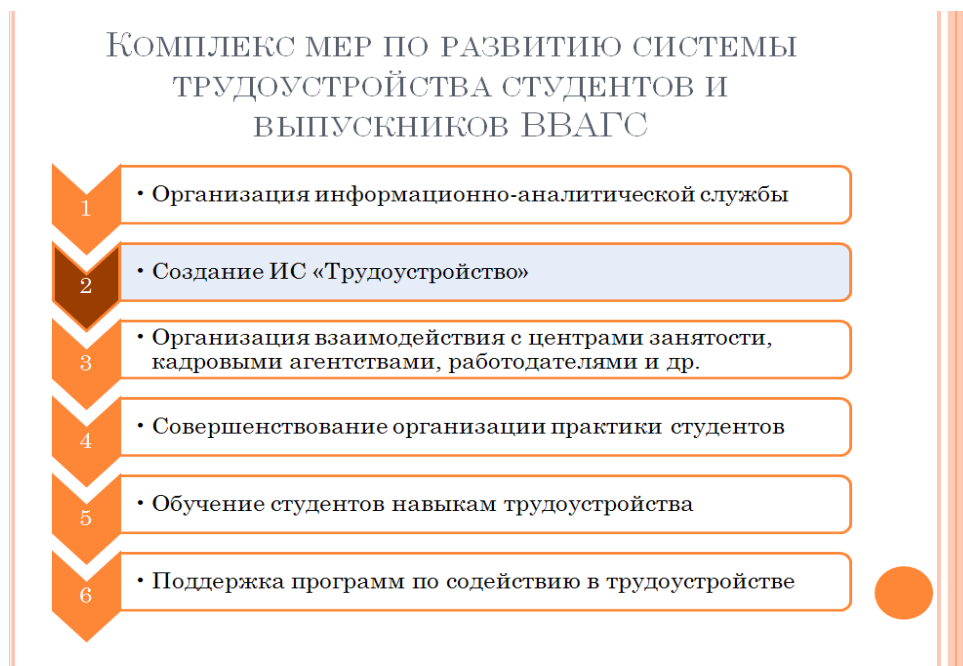 Комплекс мер по развитию системы
трудоустройства студентов и
выпускников ВВАГС
1
• Организация информационно-аналитической службы
2
• Создание ИС «Трудоустройство»
3
• Организация взаимодействия с центрами занятости,
кадровыми агентствами, работодателями и др.
4
• Совершенствование организации практики студентов
5
• Обучение студентов навыкам трудоустройства
6
• Поддержка программ по содействию в трудоустройстве